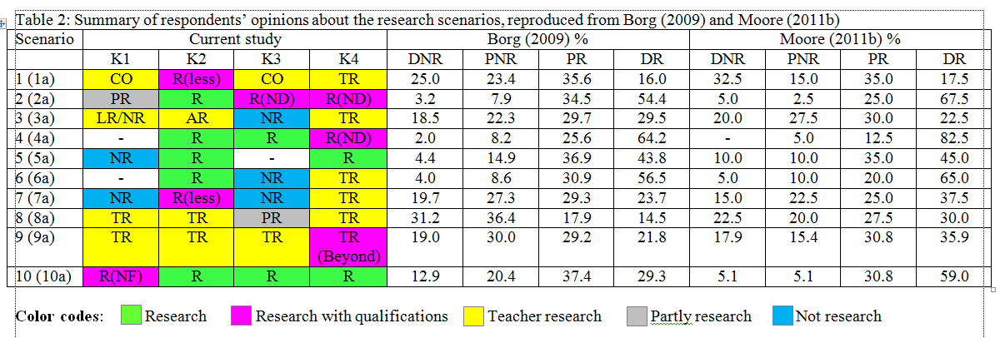 Table 2: Summary of respondents' opinions about the research scenarios, reproduced from Borg (2009) and Moore (2011b)
Scenario Current study Borg (2009) % Moore (2011b) %
K1 K2 K3 K4 DNR PNR PR DR DNR PNR PR DR
1 (1a) CO R(less) CO TR 25.0 23.4 35.6 16.0 32.5 15.0 35.0 17.5
2 (2a) PR R R(ND) R(ND) 3.2 7.9 34.5 54.4 5.0 2.5 25.0 67.5
3 (3a) LR/NR AR NR TR 18.5 22.3 29.7 29.5 20.0 27.5 30.0 22.5
4 (4a) - R R R(ND) 2.0 8.2 25.6 64.2 - 5.0 12.5 82.5
5 (5a) NR R - R 4.4 14.9 36.9 43.8 10.0 10.0 35.0 45.0
6 (6a) - R NR TR 4.0 8.6 30.9 56.5 5.0 10.0 20.0 65.0
7 (7a) NR R(less) NR TR 19.7 27.3 29.3 23.7 15.0 22.5 25.0 37.5
8 (8a) TR TR PR TR 31.2 36.4 17.9 14.5 22.5 20.0 27.5 30.0
9 (9a) TR TR TR TR 19.0 30.0 29.2 21.8 17.9 15.4 30.8 35.9
(Beyond)
10 (10a) R(NF) R R R 12.9 20.4 37.4 29.3 5.1 5.1 30.8 59.0
Color codes: Research Research with qualifications Teacher research Partly research Not research